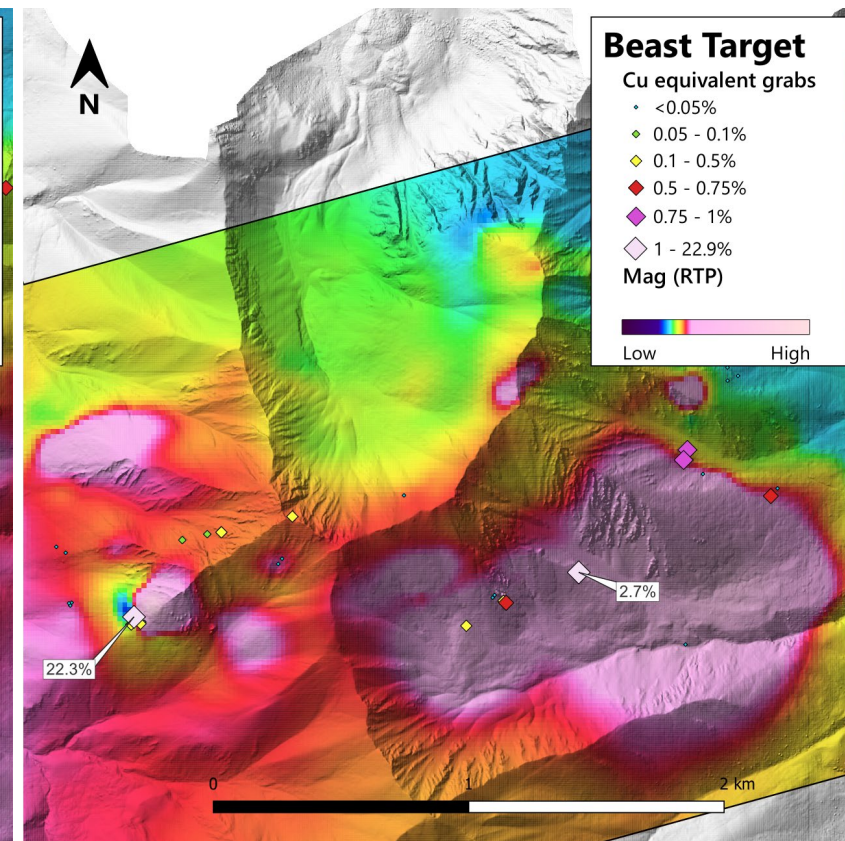 N
Beast Target
Cu equivalent grabs
<0.05%
0.05 - 0.1%
0.1 - 0.5%
0.5 - 0.75%
0.75 - 1%
1 - 22.9%
Mag (RTP)
Low High
2.7%
22.3%
0 1 2 km